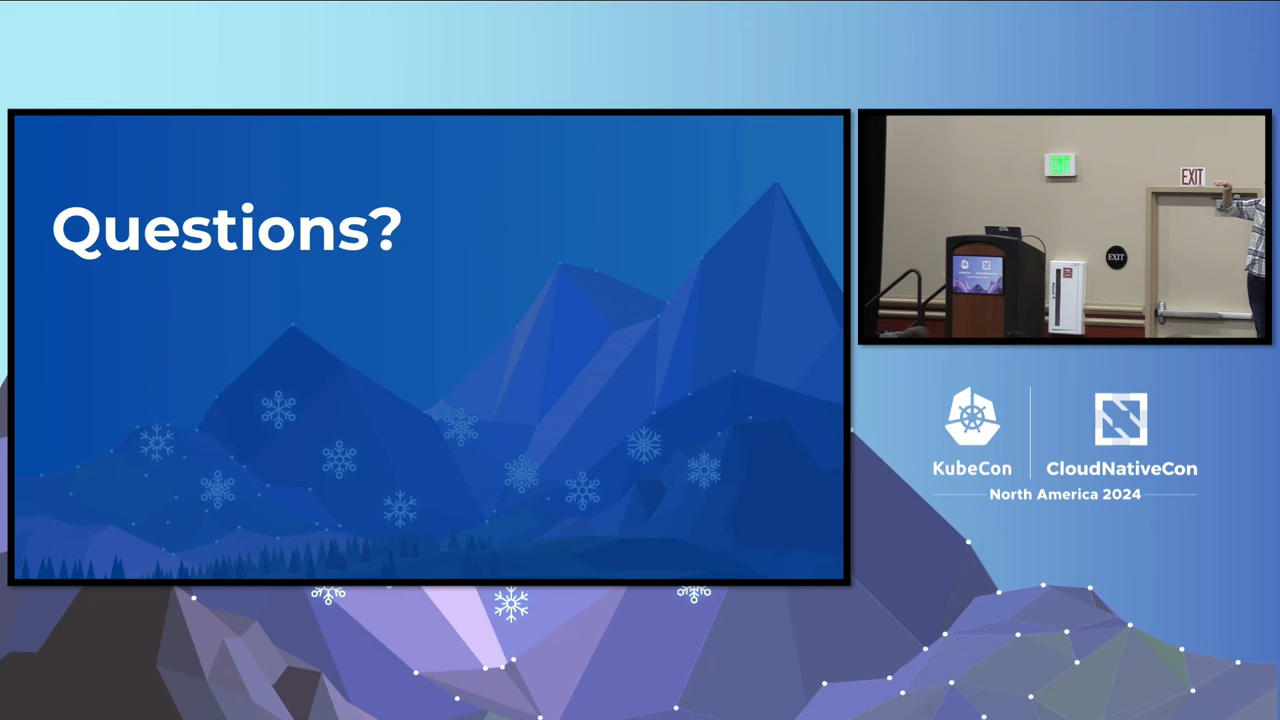 Questions?
EXIT
EXIT
EXIT
KubeCon
CloudNativeCon
North America 2024